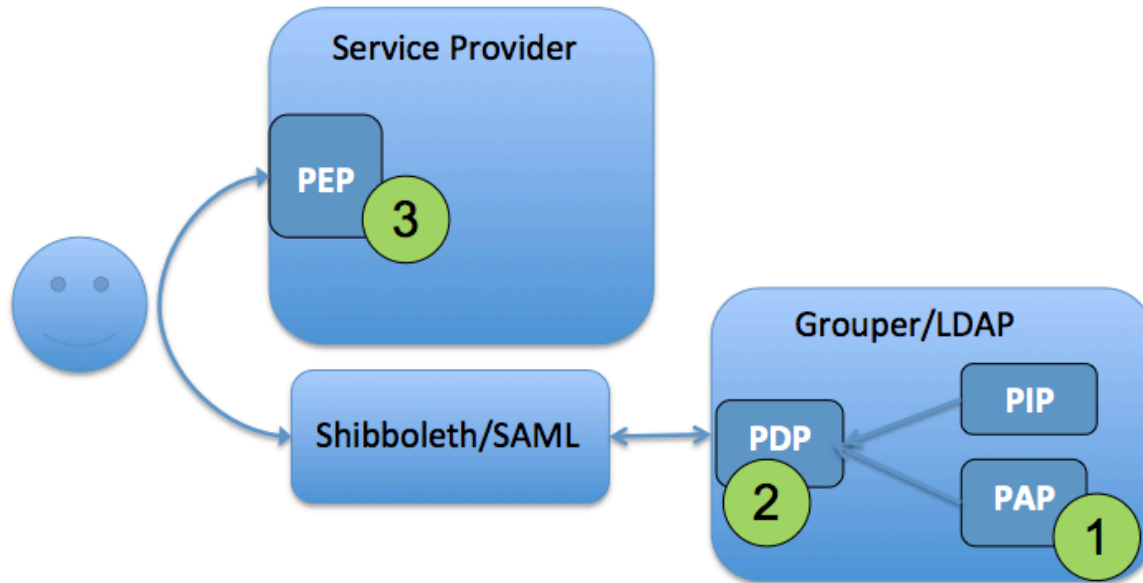 Service Provider
PEP
3
Grouper/LDAP
PIP
Shibboleth/SAML
PDP
2
PAP
1